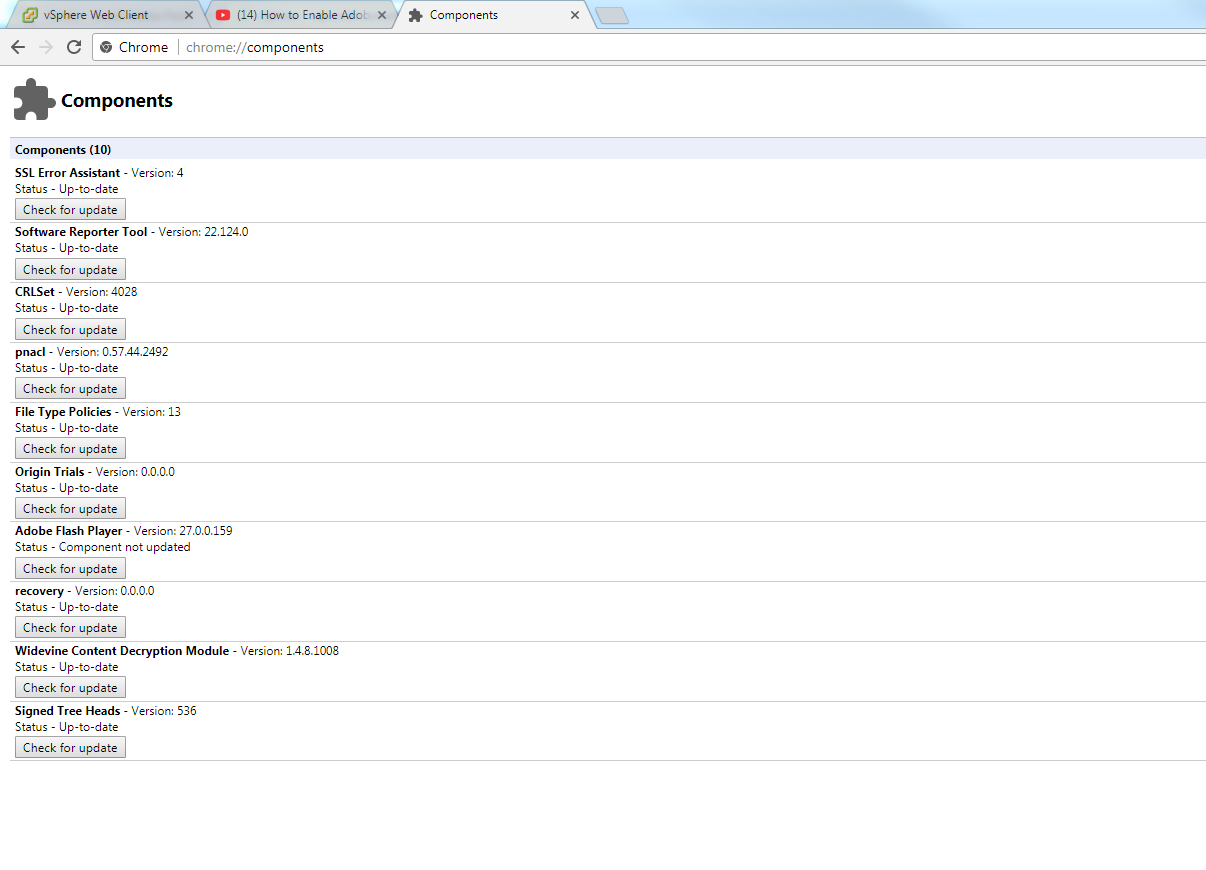 vSphere Web Client
(14) How to Enable Adob
Components
Chrome
chrome://components
Components
Components (10)
SSL Error Assistant - Version: 4
Status - Up-to-date
Check for update
Software Reporter Tool - Version: 22.124.0
Status - Up-to-date
Check for update
CRLSet - Version: 4028
Status - Up-to-date
Check for update
pnacl - Version: 0.57.44.2492
Status - Up-to-date
Check for update
File Type Policies - Version: 13
Status - Up-to-date
Check for update
Origin Trials - Version: 0.0.0.0
Status - Up-to-date
Check for update
Adobe Flash Player - Version: 27.0.0.159
Status - Component not updated
Check for update
recovery - Version: 0.0.0.0
Status - Up-to-date
Check for update
Widevine Content Decryption Module - Version: 1.4.8.1008
Status - Up-to-date
Check for update
Signed Tree Heads - Version: 536
Status - Up-to-date
Check for update